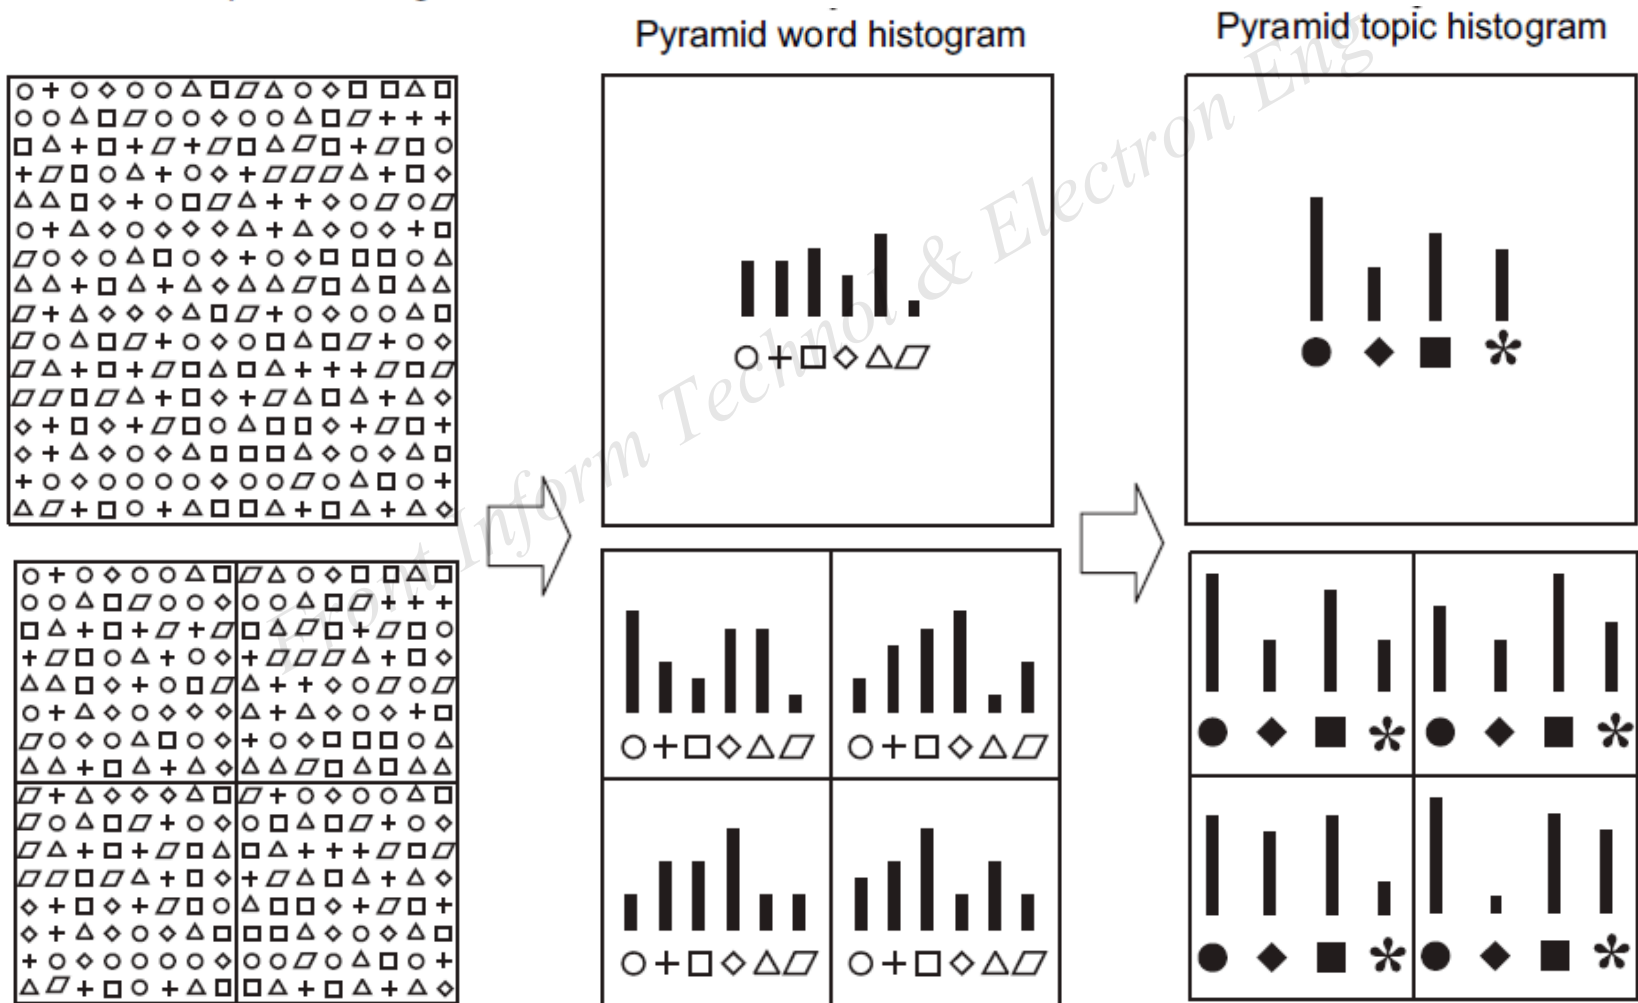 Pyramid word histogram
Pyramid topic histogram
Front Inform Technol & Electron Eng